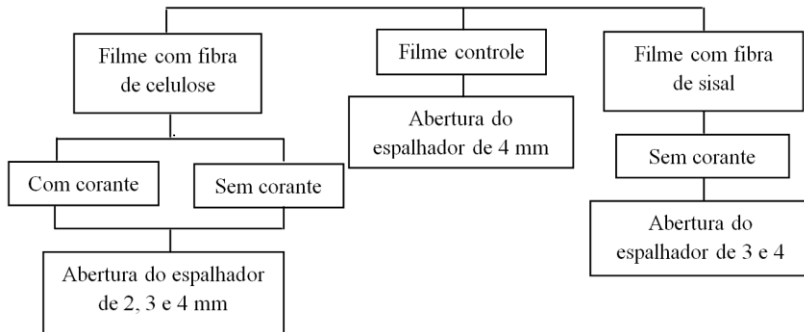 Filme com fibra
de celulose
Com corante
Sem corante
Abertura do espalhador
de 2, 3 e 4 mm
Filme controle
Abertura do
espalhador de 4 mm
Filme com fibra
de sisal
Sem corante
Abertura do
espalhador de 3 e 4